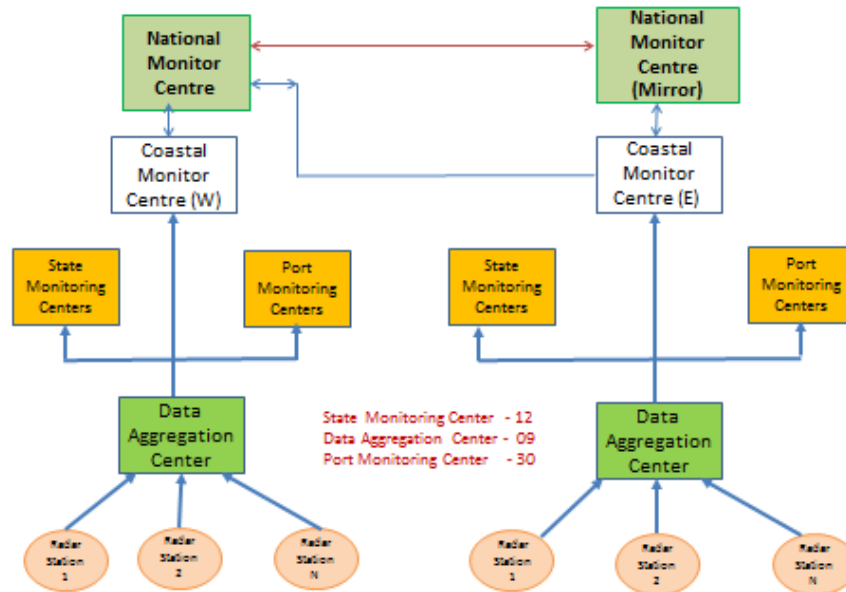 National
Monitor
Centre
National
Monitor
Centre
(Mirror)
Coastal
Monitor
Centre (W)
Coastal
Monitor
Centre (E)
State
Monitoring
Centers
Port
Monitoring
Centers
State
Monitoring
Centers
Port
Monitoring
Centers
Data
Aggregation
Center
State Monitoring Center - 12
Data Aggregation Center - 09
Port Monitoring Center - 30
Data
Aggregation
Center
Radar
Station
1
Radar
Station
2
Radar
Station
N
Radar
Station
1
Radar
Station
2
Radar
Station
N